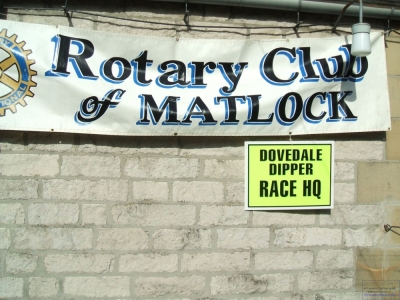 Rotary Club
of MATLOCK
DOVEDALE
DIPPER
RACE HQ